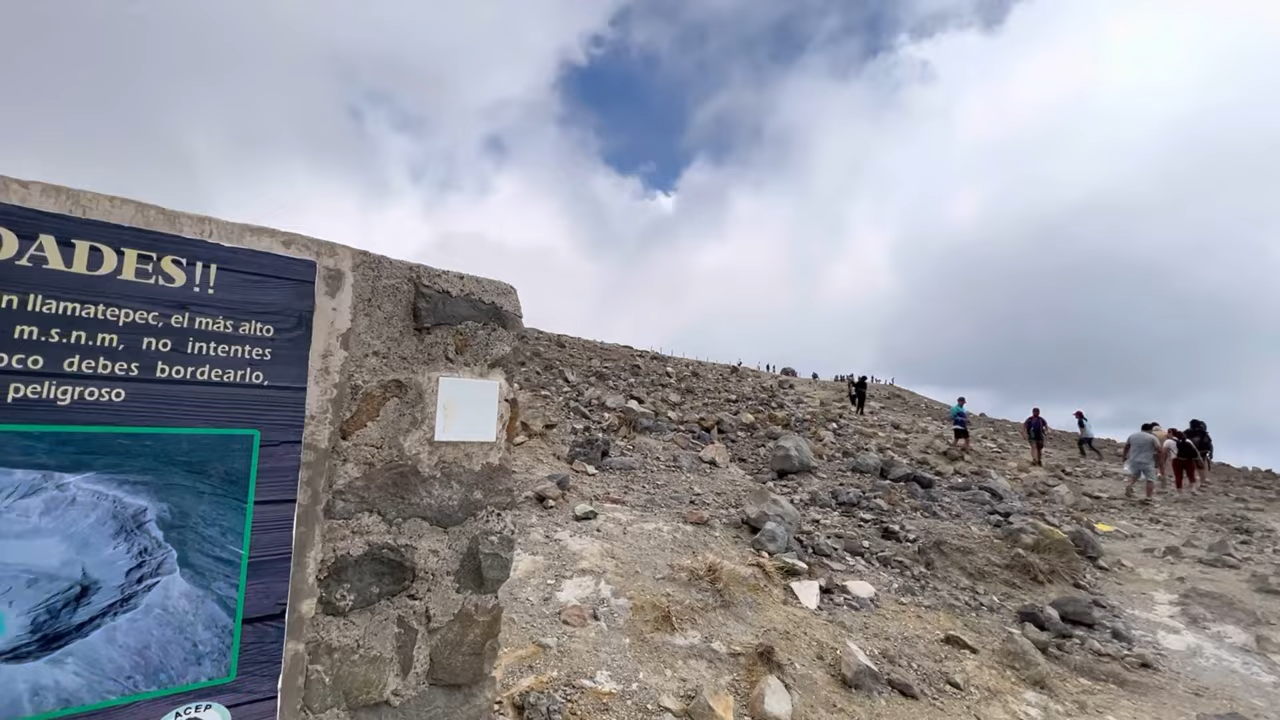 DADES!!
n Ilamatepec, el más alto
m.s.n.m, no intentes
oco debes bordearlo,
peligroso
ACEP